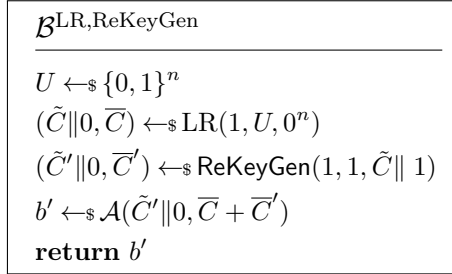 𝓑^{LR,ReKeyGen}
U ←$ {0, 1}^n
(C̃‖0, C̅) ←$ LR(1, U, 0^n)
(C̃′‖0, C̅′) ←$ ReKeyGen(1, 1, C̃‖ 1)
b′ ←$ 𝓐(C̃′‖0, C̅ + C̅′)
return b′